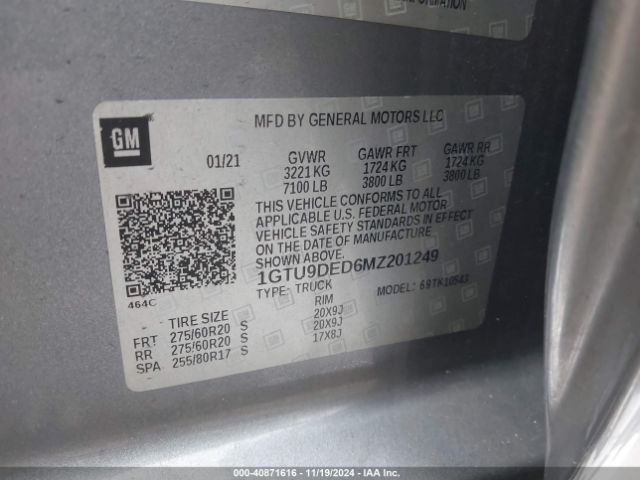 GM
MFD BY GENERAL MOTORS LLC
01/21 GVWR GAWR FRT GAWR RR
3221 KG 1724 KG 1724 KG
7100 LB 3800 LB 3800 LB
THIS VEHICLE CONFORMS TO ALL
APPLICABLE U.S. FEDERAL MOTOR
VEHICLE SAFETY STANDARDS IN EFFECT
ON THE DATE OF MANUFACTURE SHOWN ABOVE.
1GTU9DED6MZ201249
TYPE: TRUCK MODEL: 69TK10543
464C
TIRE SIZE RIM
FRT 275/60R20 S 20X9J
RR 275/60R20 S 20X9J
SPA 255/80R17 S 17X8J
000-40871616 - 11/19/2024 - IAA Inc.